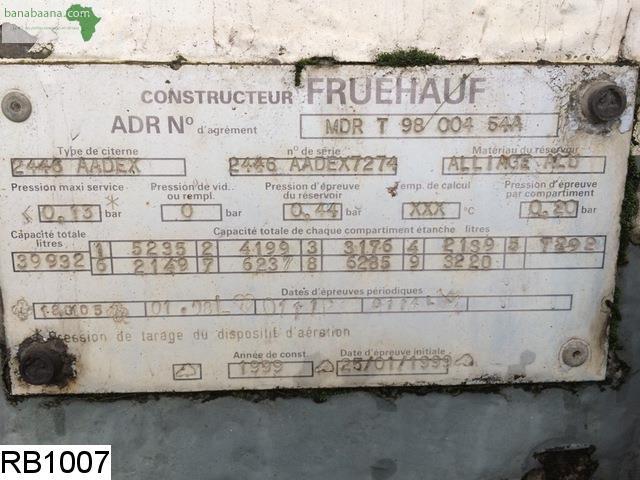 banabaana.com
CONSTRUCTEUR FRUEHAUF
ADR Nº d'agrément MDR T 98 004 544
Type de citerne nº de série Matériau du réservoir
2446 AADEX 2446 AADEX7274 ALLIAGE ALU
Pression maxi service Pression de vid. ou rempl. Pression d'épreuve du réservoir Temp. de calcul Pression d'épreuve par compartiment
0,13 bar 0 bar 0,44 bar XXX °C 0,20 bar
Capacité totale litres Capacité totale de chaque compartiment étanche litres
39932 1 5235 2 4199 3 3176 4 2139 5 7292
6 2149 7 6237 8 6285 9 3220
Dates d'épreuves périodiques
Pression de tarage du dispositif d'aération
Année de const. Date d'épreuve initiale
1999 25/01/1999
RB1007